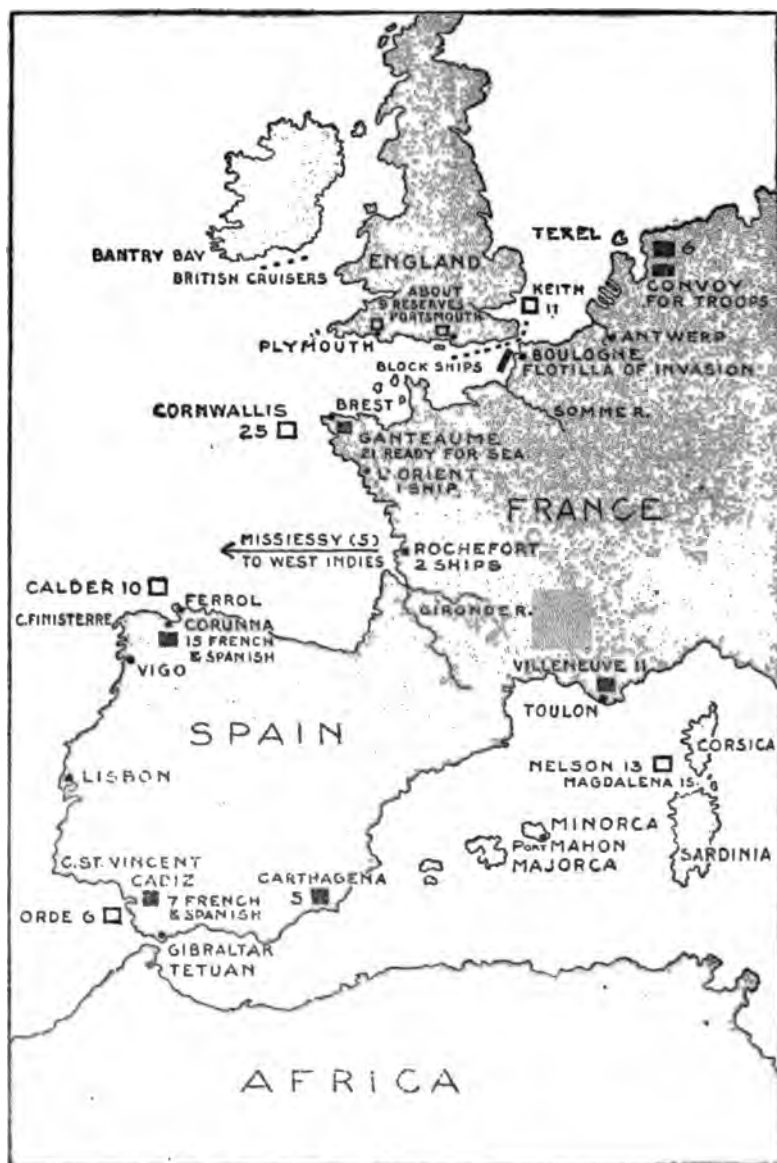 TEXEL
6
BANTRY BAY
BRITISH CRUISERS
ENGLAND
KEITH
11
CONVOY
FOR TROOPS
ABOUT
9 RESERVES
PORTSMOUTH
PLYMOUTH
BLOCK SHIPS
ANTWERP
BOULOGNE
FLOTILLA OF INVASION
SOMME R.
CORNWALLIS
25
BREST
GANTEAUME
21 READY FOR SEA
L'ORIENT
1 SHIP
FRANCE
MISSIESSY (5)
TO WEST INDIES
ROCHEFORT
2 SHIPS
CALDER 10
FERROL
C. FINISTERRE
CORUNNA
15 FRENCH
& SPANISH
GIRONDE R.
VIGO
VILLENEUVE 11
TOULON
SPAIN
CORSICA
LISBON
NELSON 13
MAGDALENA IS.
MINORCA
PORT MAHON
MAJORCA
SARDINIA
C. ST. VINCENT
CADIZ
7 FRENCH
& SPANISH
CARTHAGENA
5
ORDE 6
GIBRALTAR
TETUAN
AFRICA